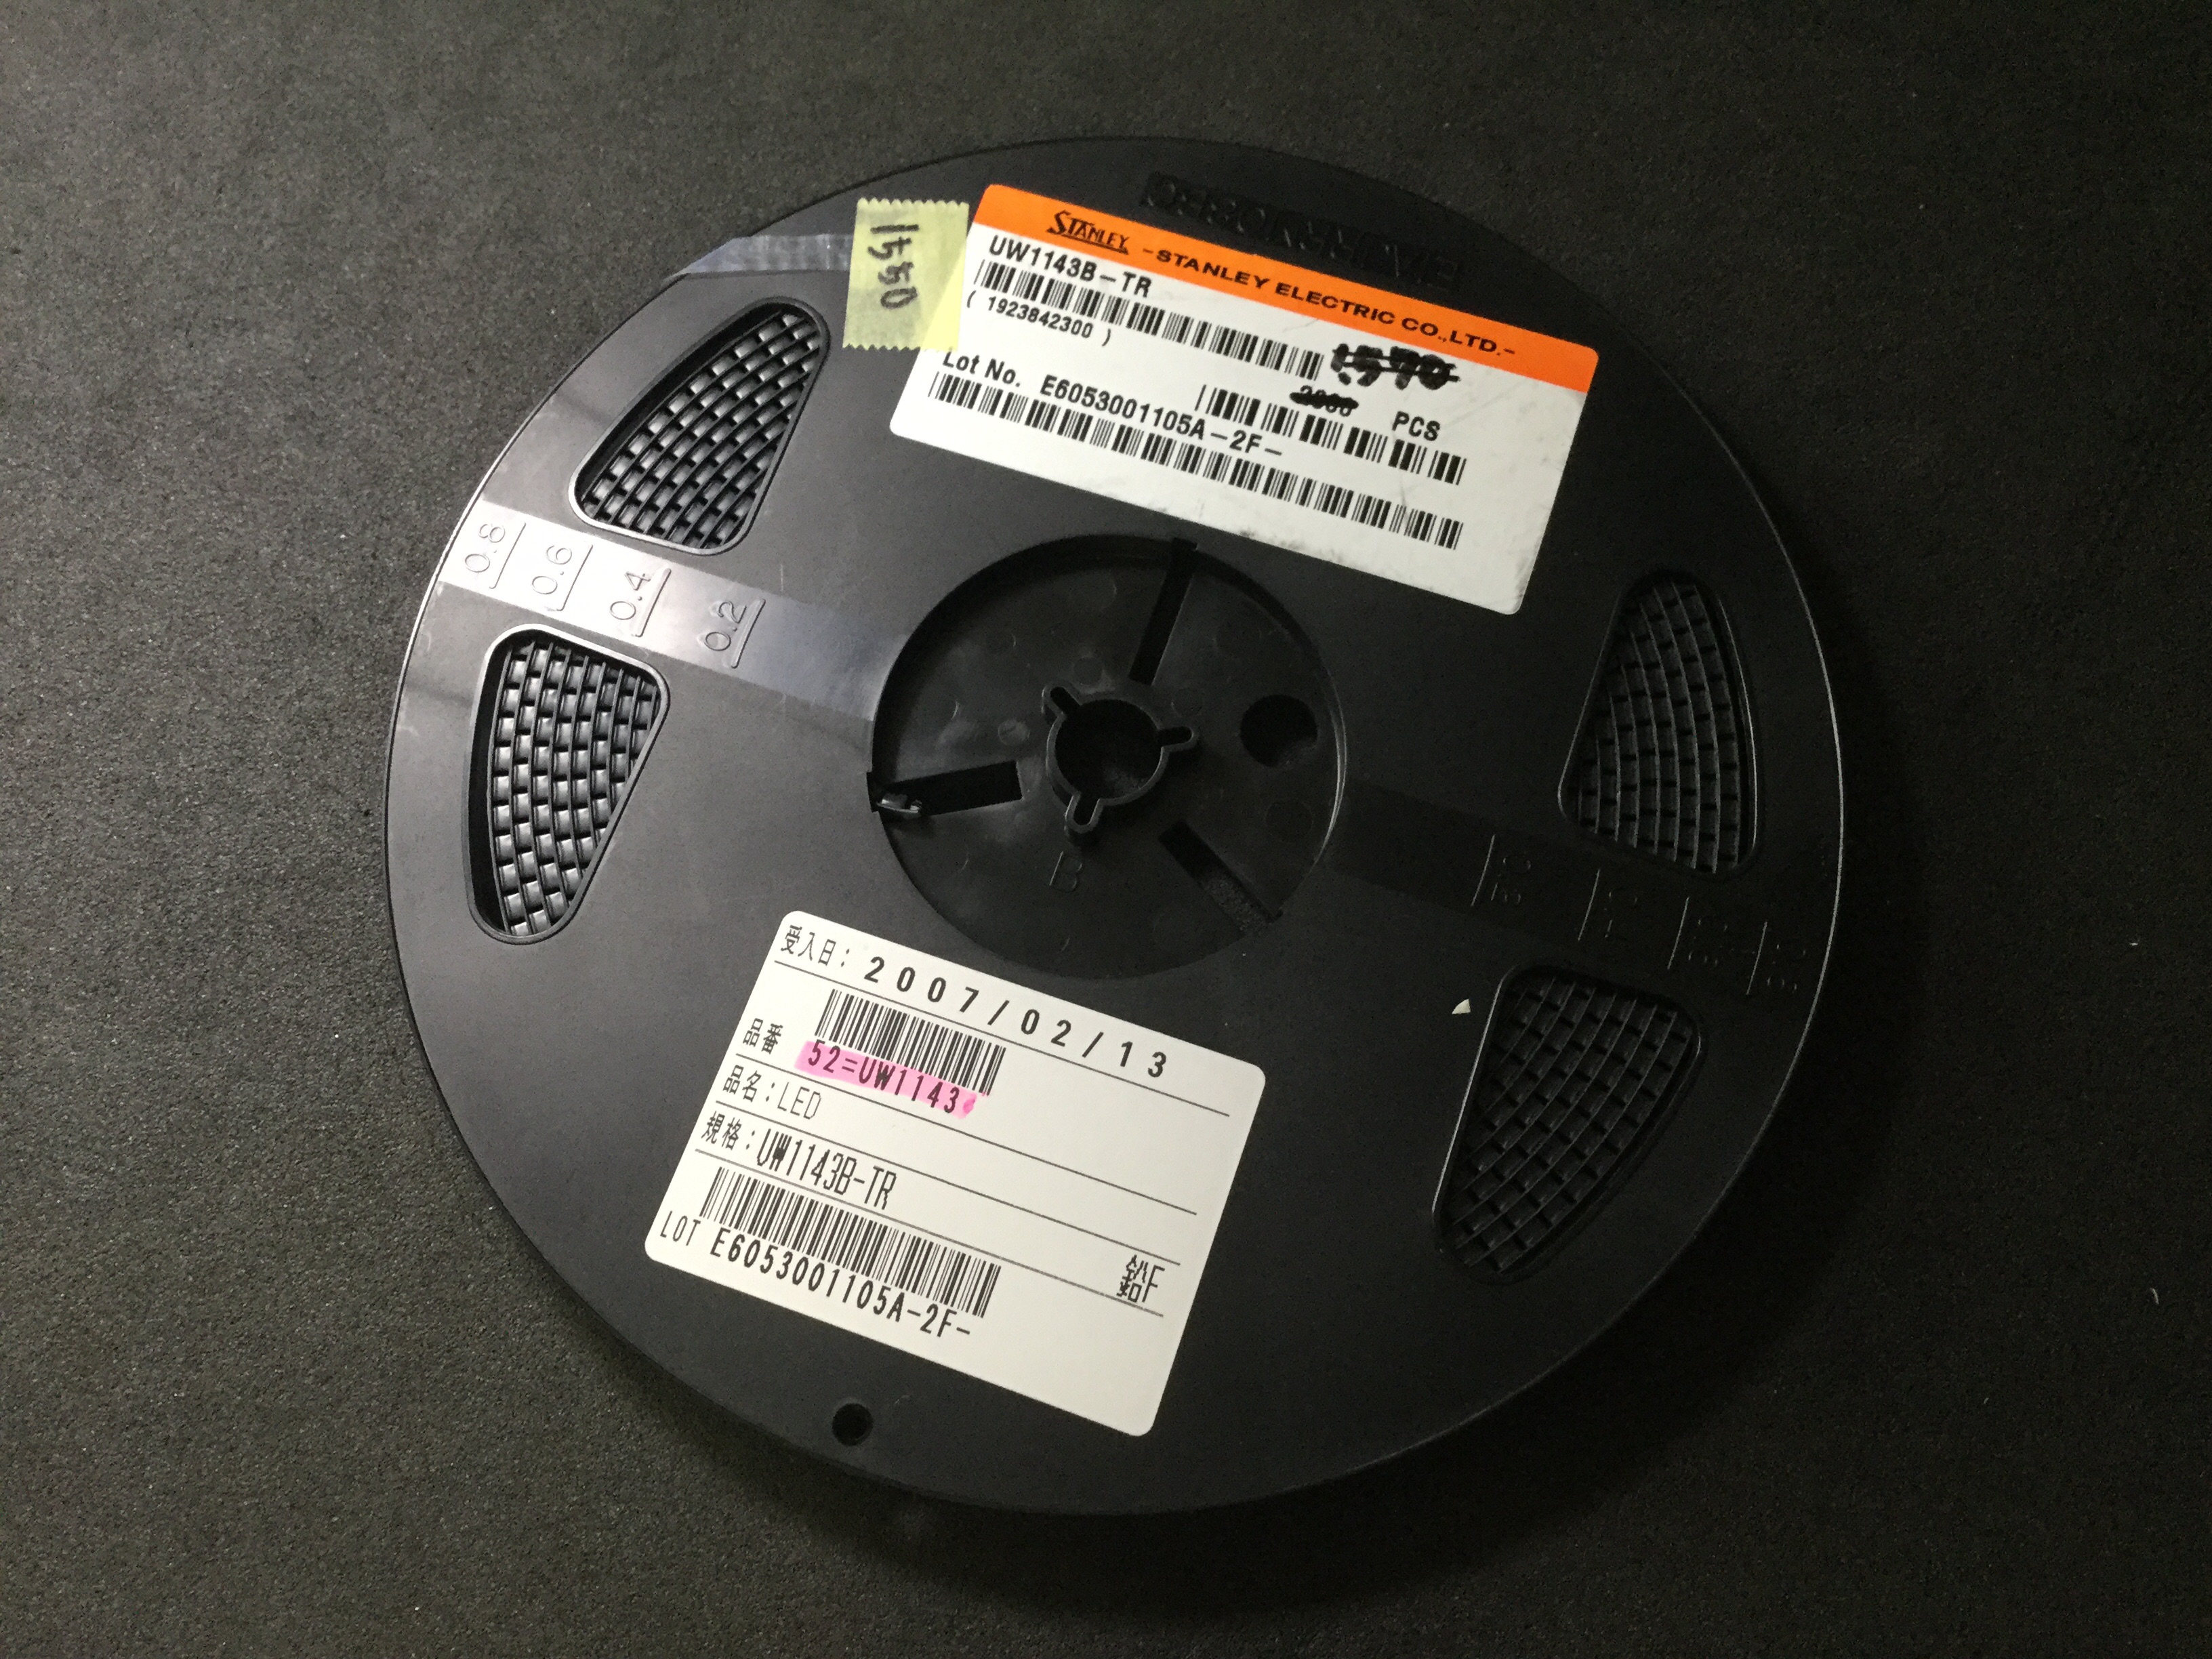 1550
STANLEY -STANLEY ELECTRIC CO.,LTD.-
UW1143B-TR
( 1923842300 )
1.570
2000 PCS
Lot No. E6053001105A-2F-
0.8
0.6
0.4
0.2
B
受入日: 2007/02/13
品番 52=UW1143
品名:LED
規格:UW1143B-TR
鉛F
LOT E6053001105A-2F-